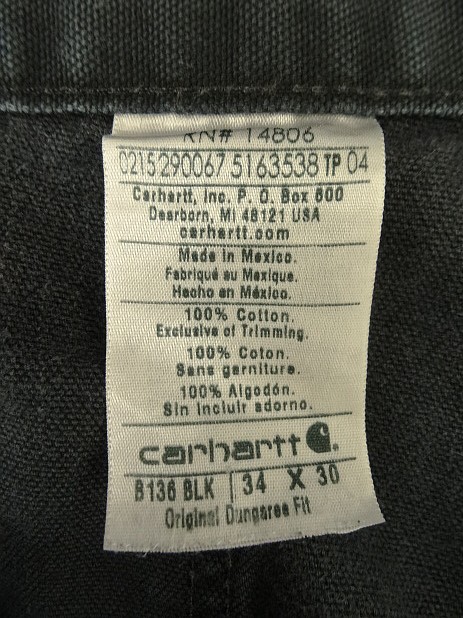 RN# 14806
0215290067 5163538 TP 04
Carhartt, Inc. P. O. Box 600
Dearborn, MI 48121 USA
carhartt.com
Made in Mexico.
Fabriqué au Mexique.
Hecho en México.
100% Cotton.
Exclusive of Trimming.
100% Coton.
Sans garniture.
100% Algodón.
Sin incluir adorno.
carhartt
B136 BLK 34 X 30
Original Dungaree Fit